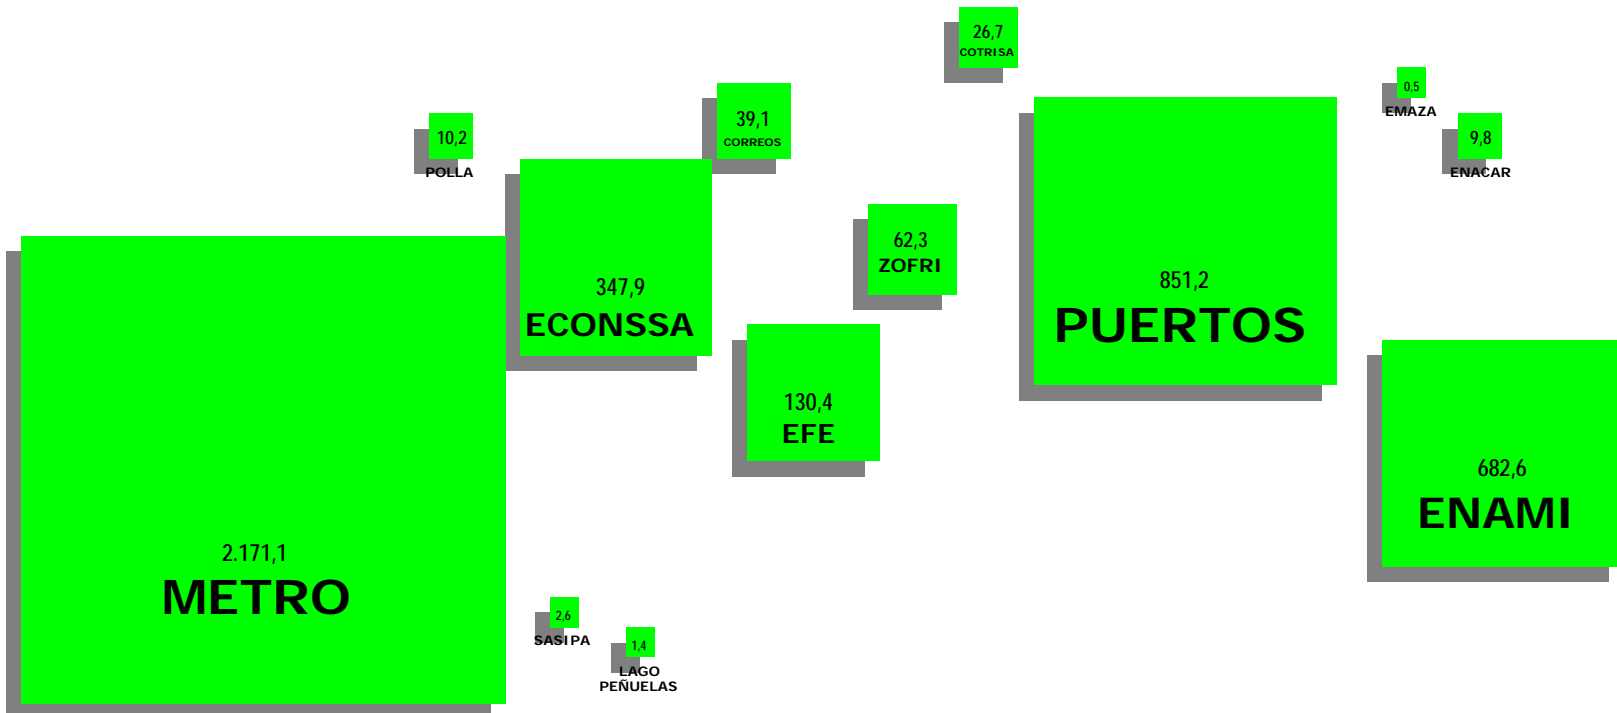 26,7
COTRISA
0,5
EMAZA
39,1
CORREOS
10,2
POLLA
9,8
ENACAR
62,3
ZOFRI
347,9
ECONSSA
851,2
PUERTOS
130,4
EFE
682,6
ENAMI
2.171,1
METRO
2,6
SASIPA
1,4
LAGO
PEÑUELAS